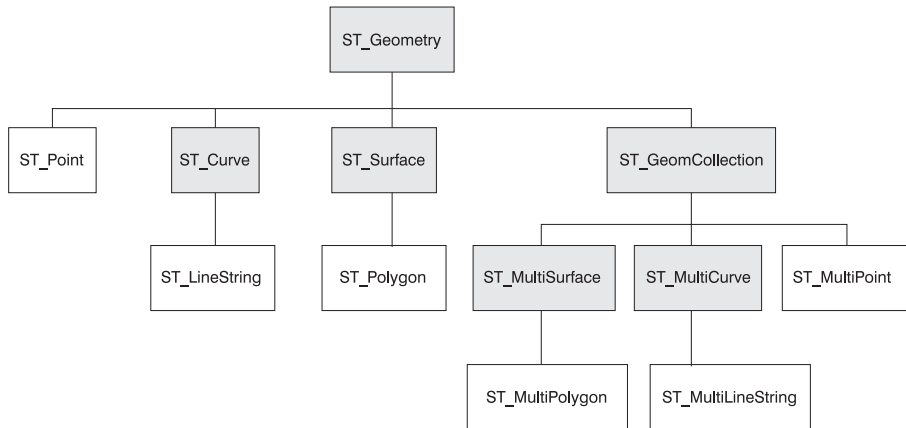 ST_Geometry
ST_Point
ST_Curve
ST_Surface
ST_GeomCollection
ST_LineString
ST_Polygon
ST_MultiSurface
ST_MultiCurve
ST_MultiPoint
ST_MultiPolygon
ST_MultiLineString